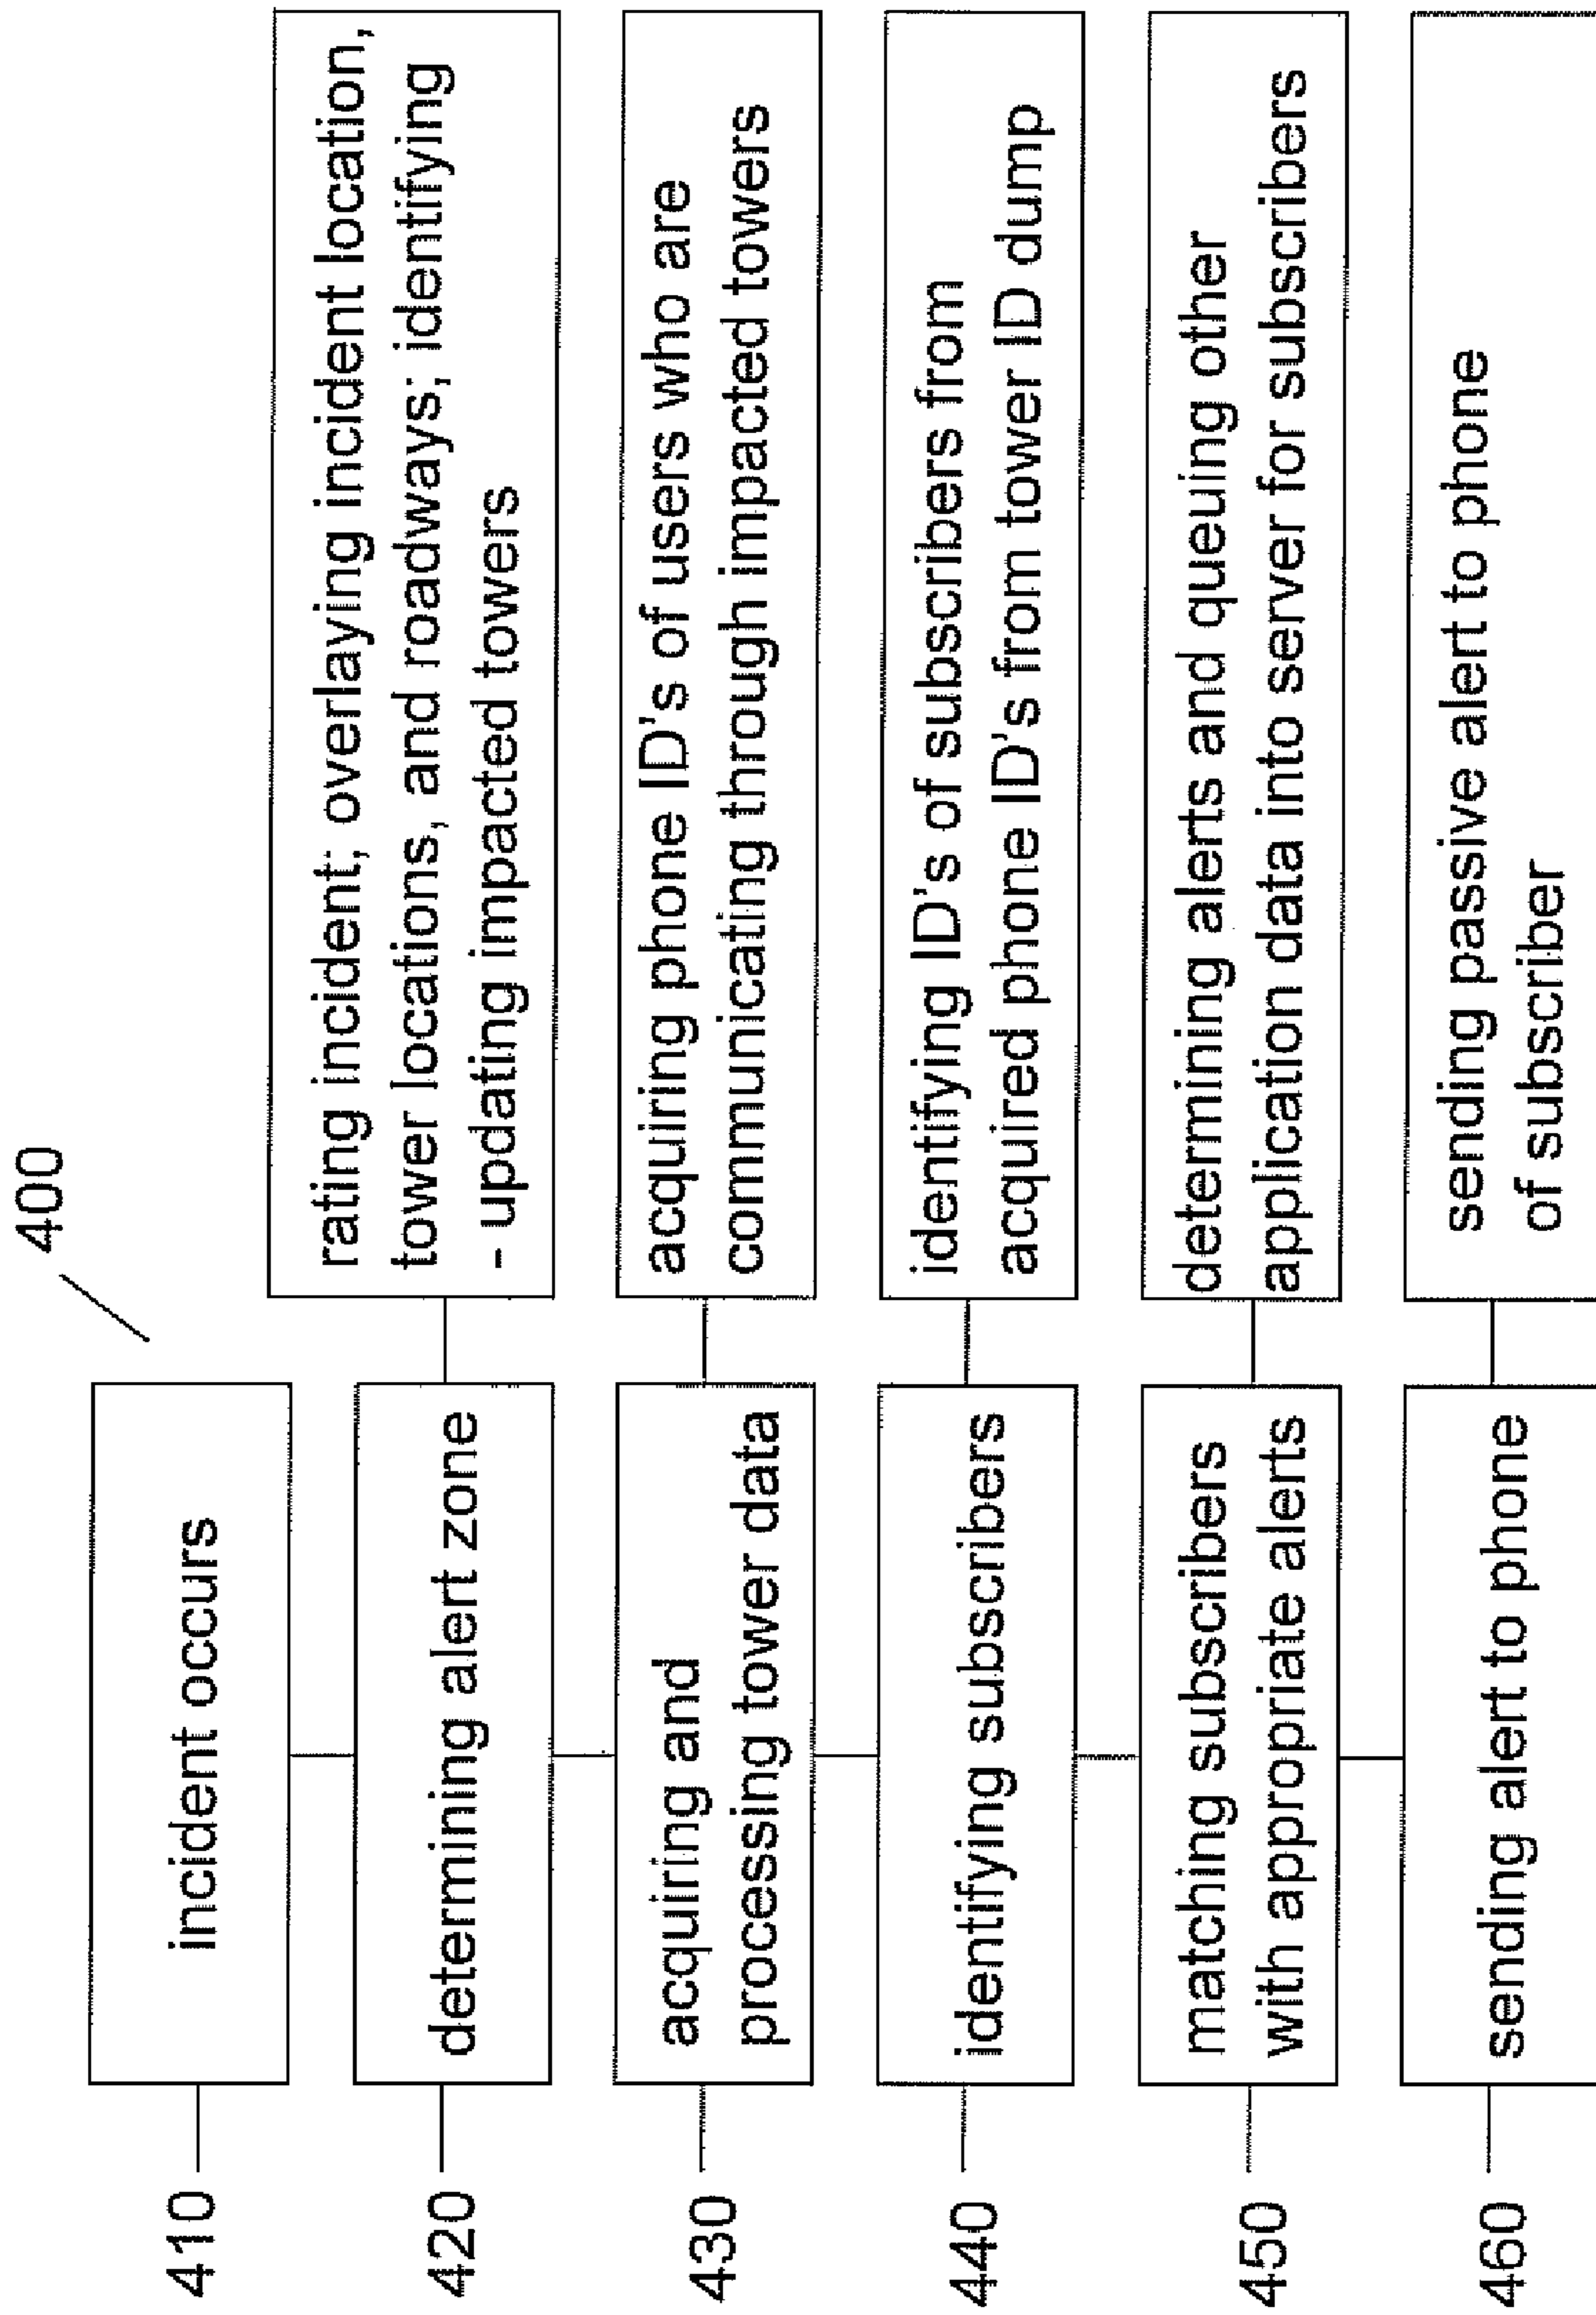 400
410
incident occurs
420
determining alert zone
rating incident; overlaying incident location,
tower locations, and roadways; identifying
- updating impacted towers
430
acquiring and
processing tower data
acquiring phone ID's of users who are
communicating through impacted towers
440
identifying subscribers
identifying ID's of subscribers from
acquired phone ID's from tower ID dump
450
matching subscribers
with appropriate alerts
determining alerts and queuing other
application data into server for subscribers
460
sending alert to phone
sending passive alert to phone
of subscriber